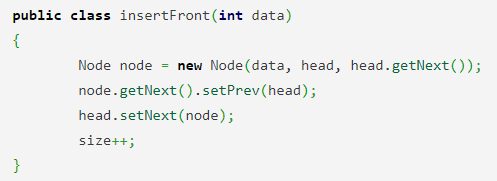 public class insertFront(int data)
{
Node node = new Node(data, head, head.getNext());
node.getNext().setPrev(head);
head.setNext(node);
size++;
}